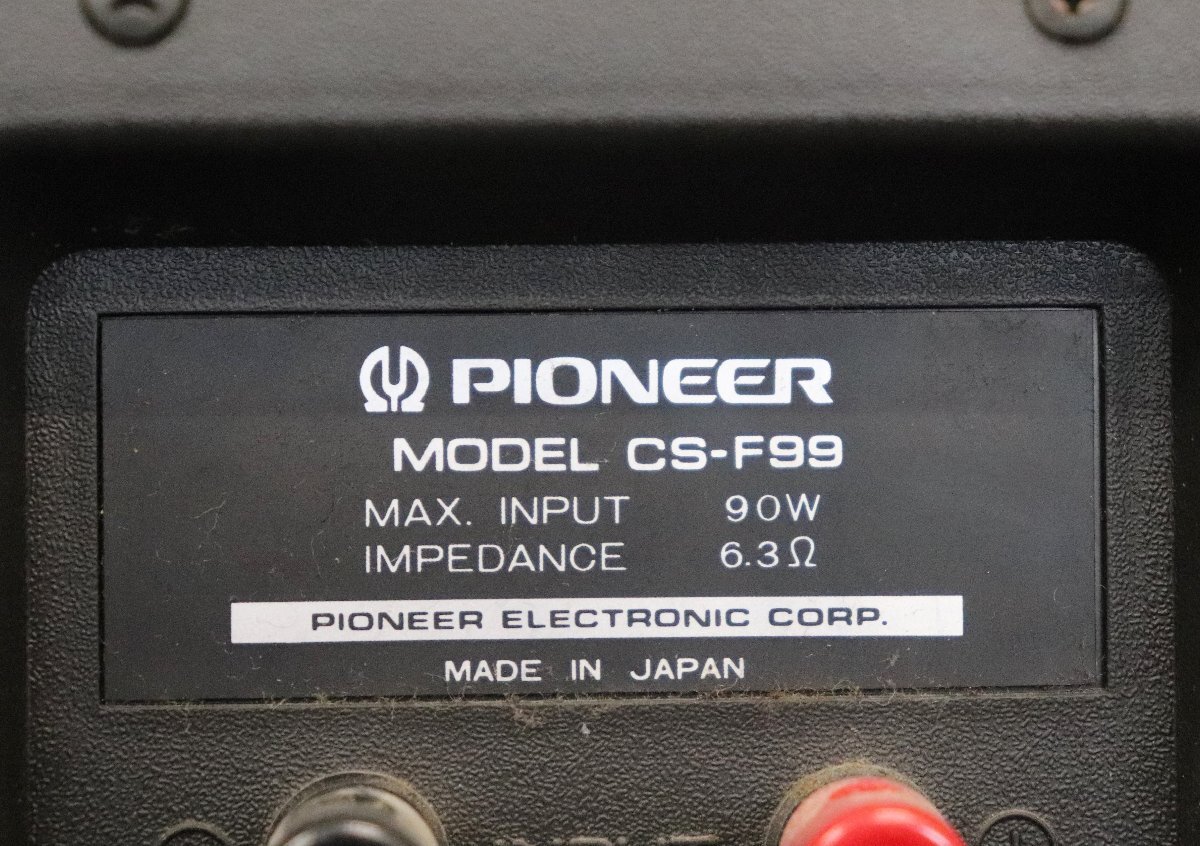 PIONEER
MODEL CS-F99
MAX. INPUT 90W
IMPEDANCE 6.3Ω
PIONEER ELECTRONIC CORP.
MADE IN JAPAN